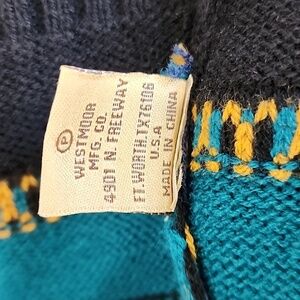 P
WESTMOOR
MFG. CO.
4901 N. FREEWAY
FT. WORTH, TX 76106
U.S.A
MADE IN CHINA